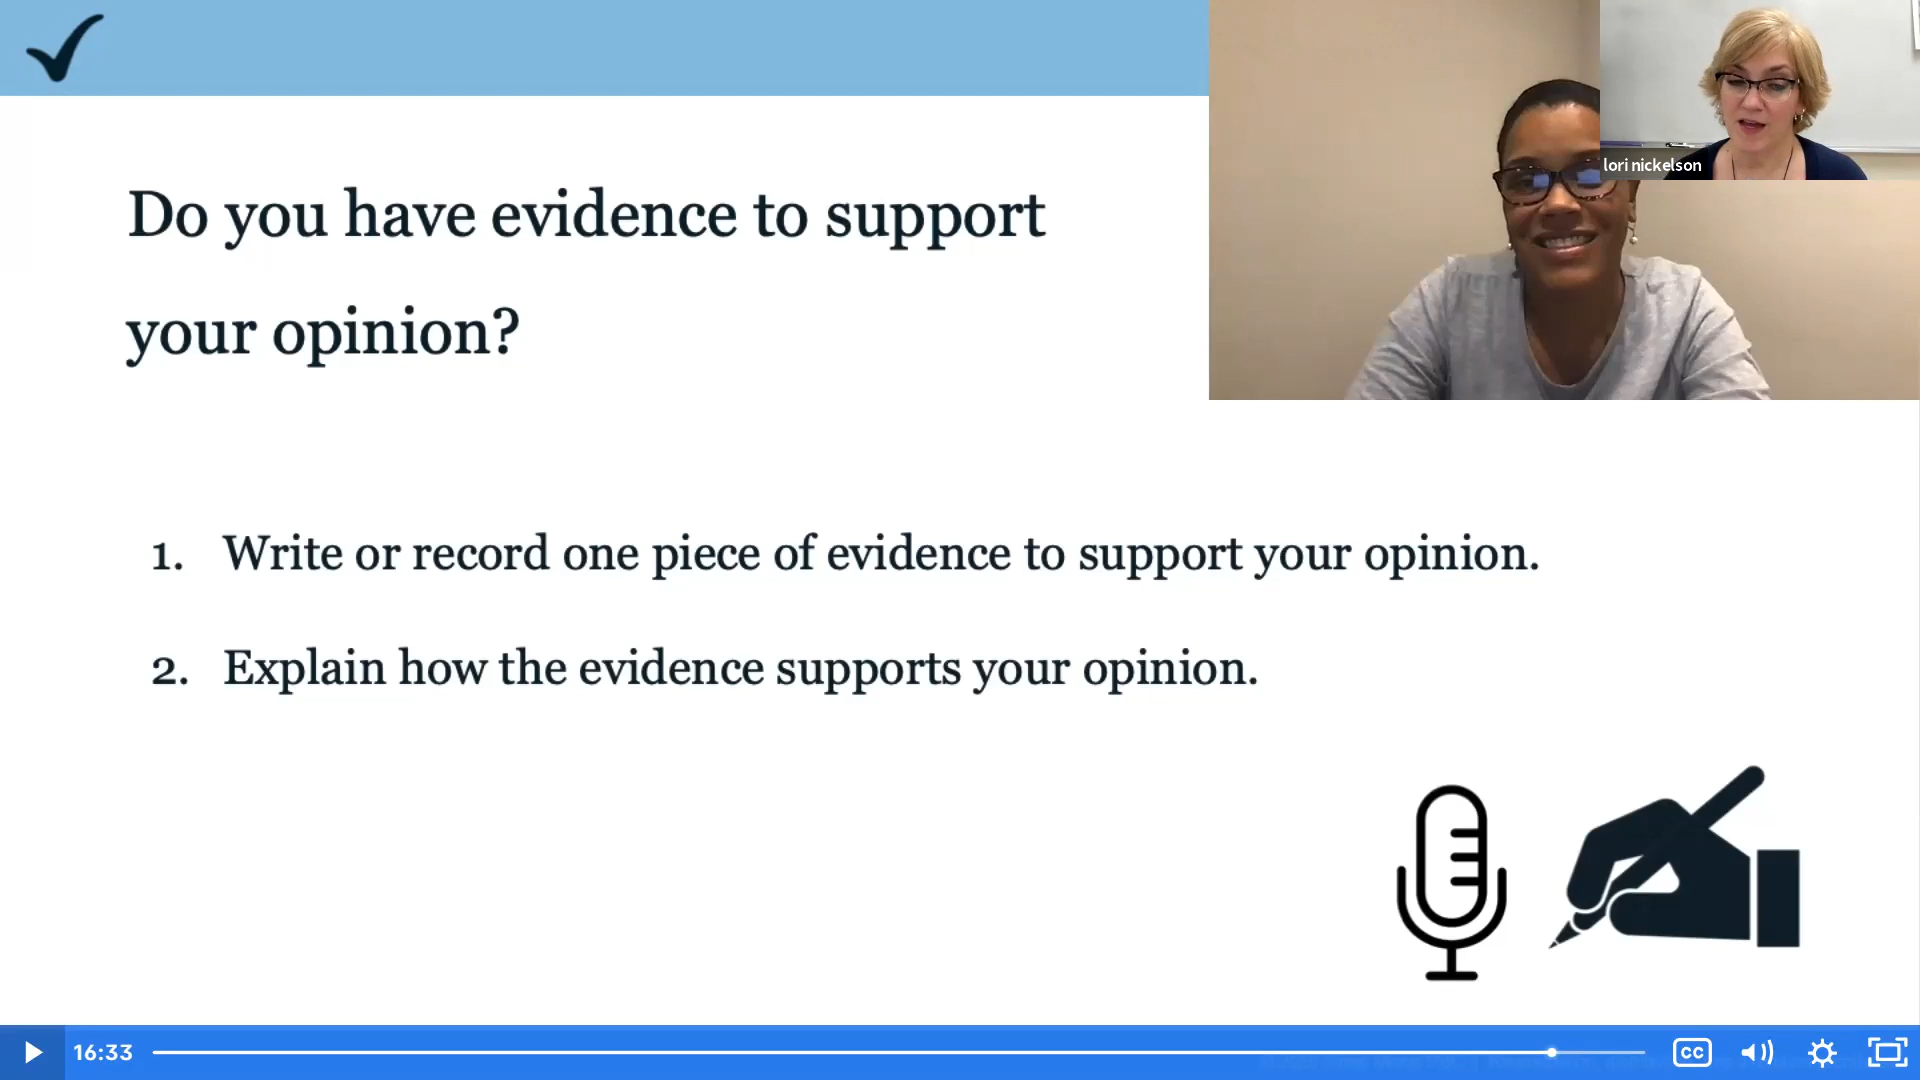 lori nickelson
Do you have evidence to support
your opinion?
1. Write or record one piece of evidence to support your opinion.
2. Explain how the evidence supports your opinion.
16:33
CC